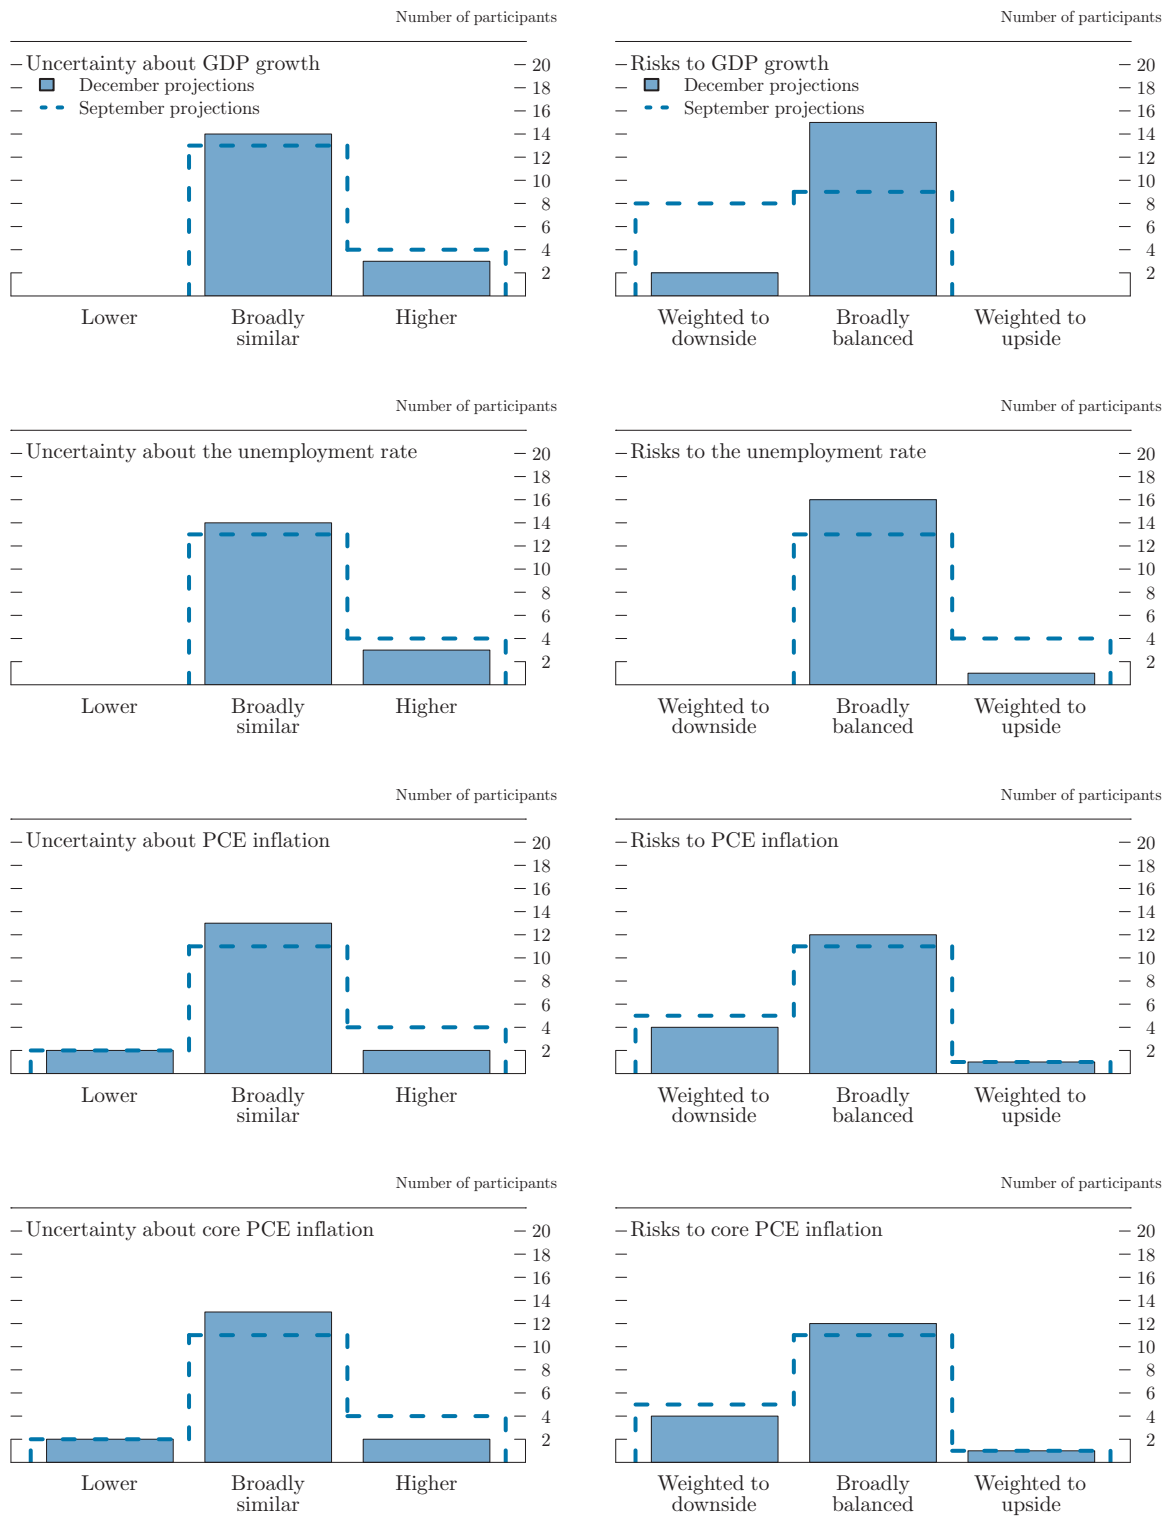 Number of participants
Uncertainty about GDP growth
December projections
September projections
20
18
16
14
12
10
8
6
4
2
Lower
Broadly
similar
Higher
Number of participants
Risks to GDP growth
December projections
September projections
20
18
16
14
12
10
8
6
4
2
Weighted to
downside
Broadly
balanced
Weighted to
upside
Number of participants
Uncertainty about the unemployment rate
20
18
16
14
12
10
8
6
4
2
Lower
Broadly
similar
Higher
Number of participants
Risks to the unemployment rate
20
18
16
14
12
10
8
6
4
2
Weighted to
downside
Broadly
balanced
Weighted to
upside
Number of participants
Uncertainty about PCE inflation
20
18
16
14
12
10
8
6
4
2
Lower
Broadly
similar
Higher
Number of participants
Risks to PCE inflation
20
18
16
14
12
10
8
6
4
2
Weighted to
downside
Broadly
balanced
Weighted to
upside
Number of participants
Uncertainty about core PCE inflation
20
18
16
14
12
10
8
6
4
2
Lower
Broadly
similar
Higher
Number of participants
Risks to core PCE inflation
20
18
16
14
12
10
8
6
4
2
Weighted to
downside
Broadly
balanced
Weighted to
upside